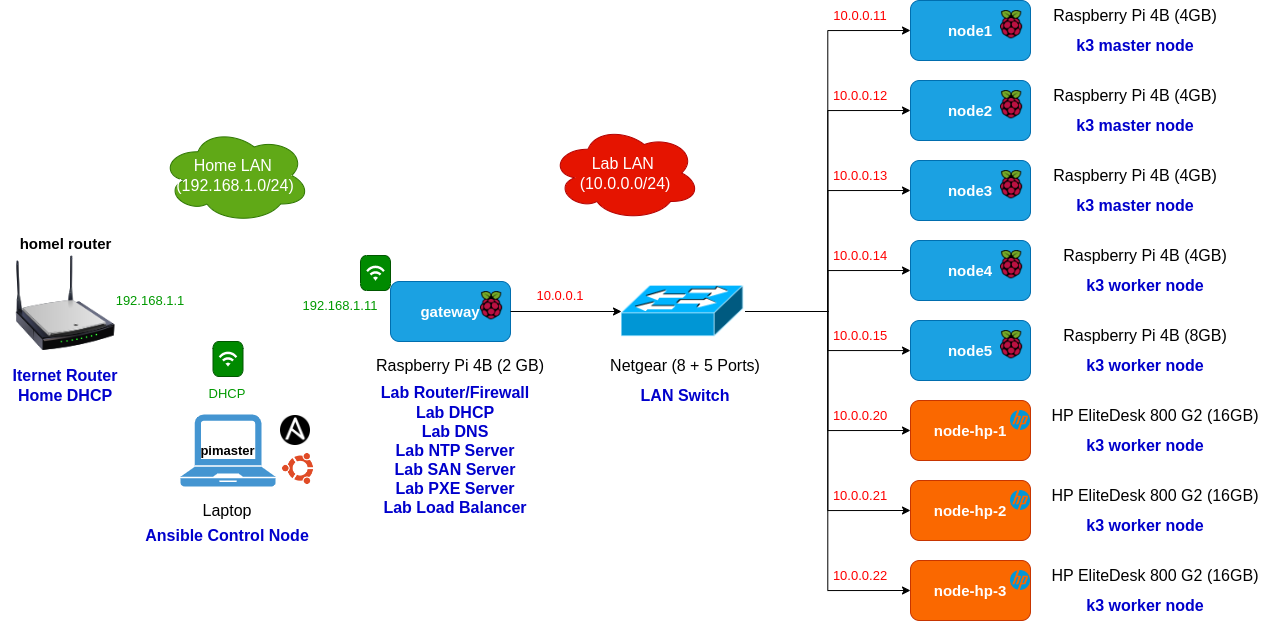 10.0.0.11
node1
Raspberry Pi 4B (4GB)
k3 master node
10.0.0.12
node2
Raspberry Pi 4B (4GB)
k3 master node
Home LAN
(192.168.1.0/24)
Lab LAN
(10.0.0.0/24)
10.0.0.13
node3
Raspberry Pi 4B (4GB)
k3 master node
homel router
192.168.1.1
Iternet Router
Home DHCP
DHCP
pimaster
Laptop
Ansible Control Node
192.168.1.11
gateway
Raspberry Pi 4B (2 GB)
Lab Router/Firewall
Lab DHCP
Lab DNS
Lab NTP Server
Lab SAN Server
Lab PXE Server
Lab Load Balancer
10.0.0.1
Netgear (8 + 5 Ports)
LAN Switch
10.0.0.14
node4
Raspberry Pi 4B (4GB)
k3 worker node
10.0.0.15
node5
Raspberry Pi 4B (8GB)
k3 worker node
10.0.0.20
node-hp-1
hp
HP EliteDesk 800 G2 (16GB)
k3 worker node
10.0.0.21
node-hp-2
hp
HP EliteDesk 800 G2 (16GB)
k3 worker node
10.0.0.22
node-hp-3
hp
HP EliteDesk 800 G2 (16GB)
k3 worker node